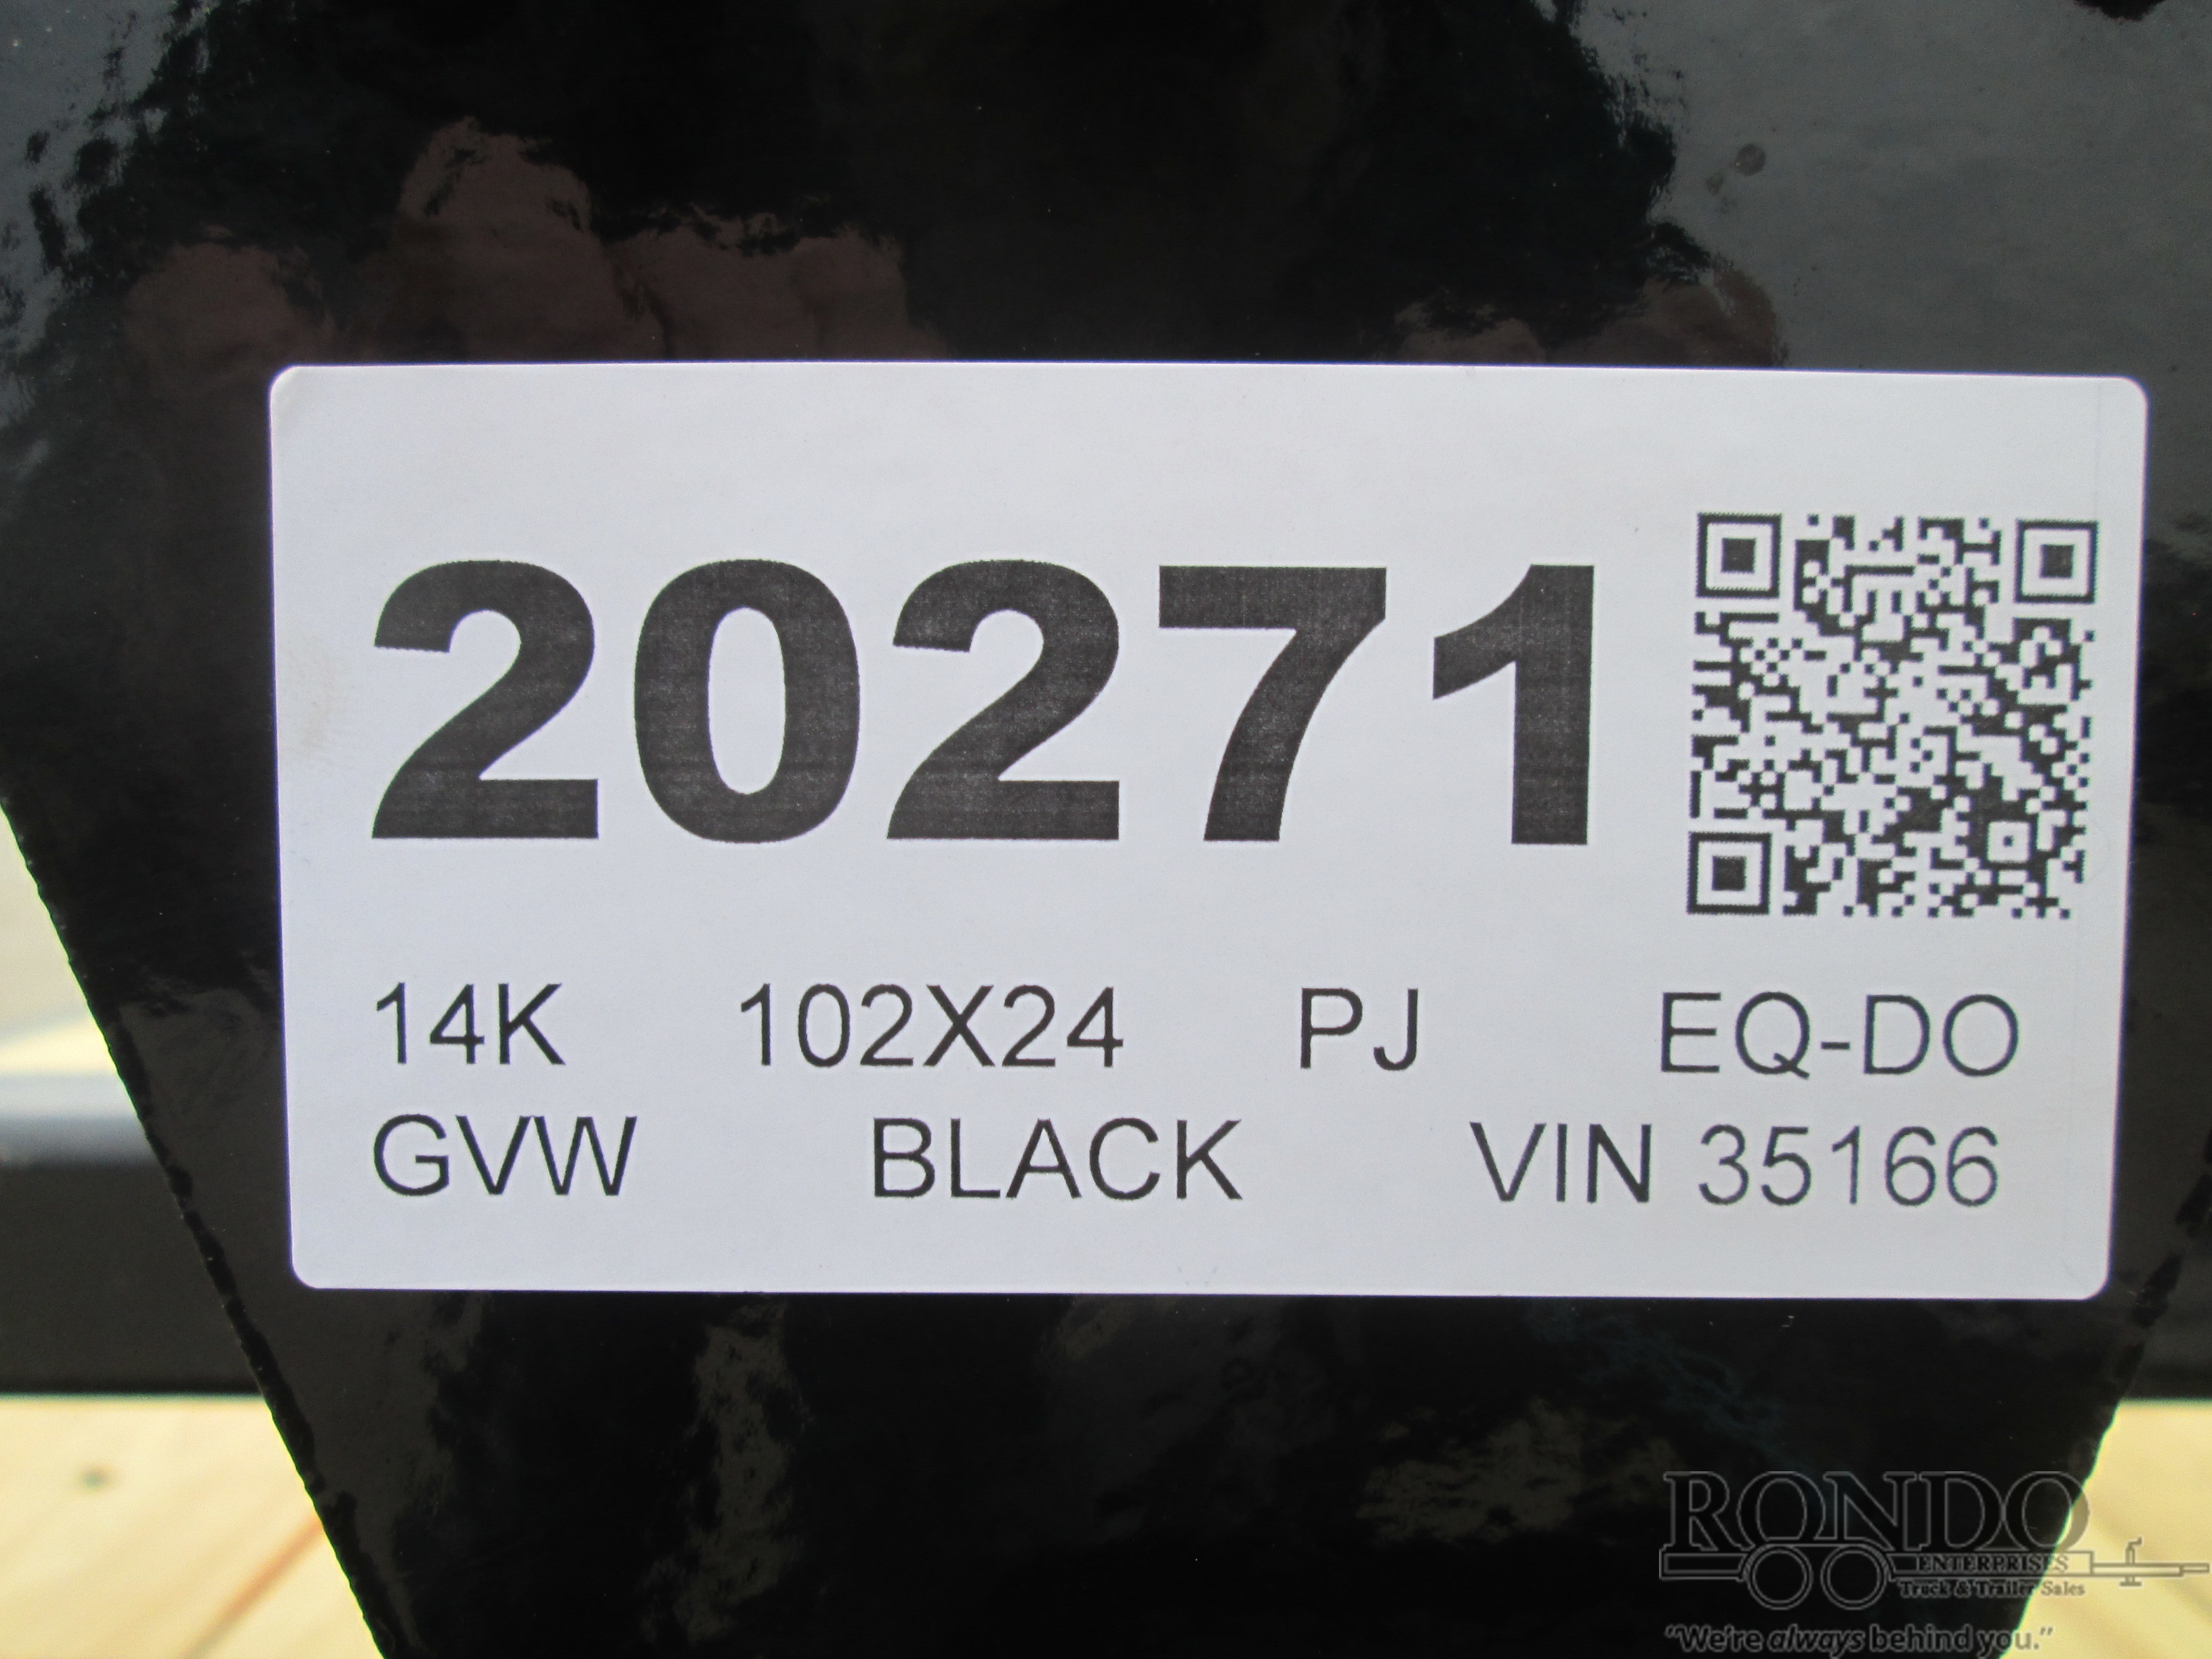 20271
14K 102X24 PJ EQ-DO
GVW BLACK VIN 35166
RONDO
ENTERPRISES
Truck & Trailer Sales
"We're always behind you."